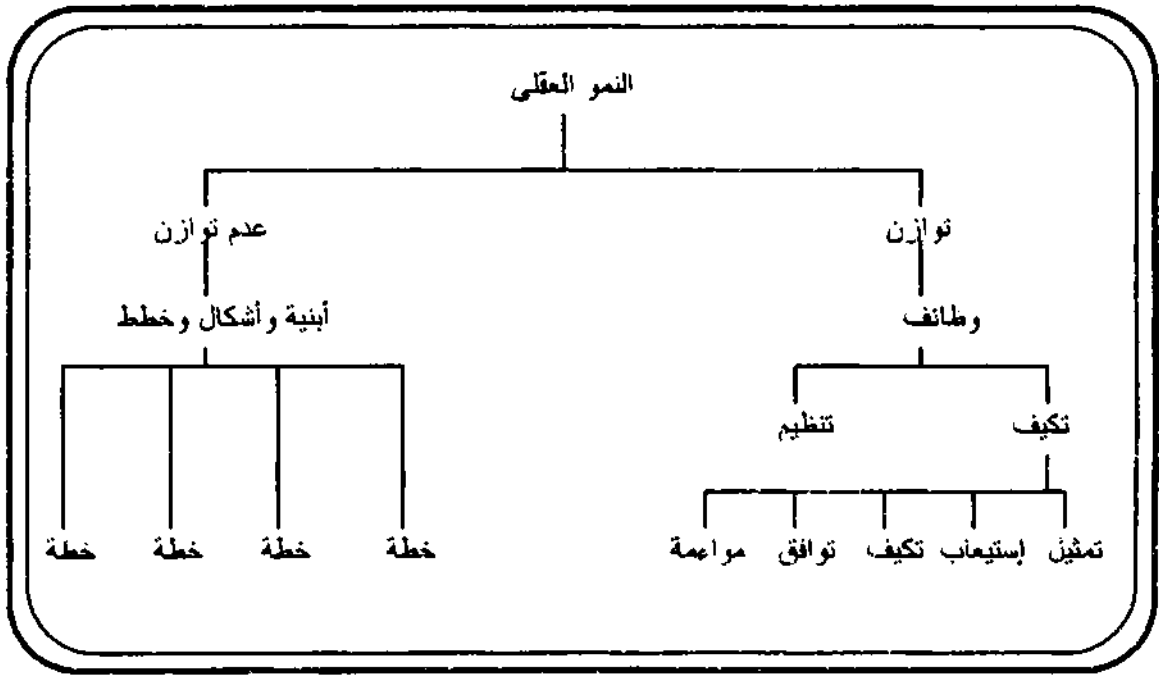 النمو العقلى
توازن عدم توازن
وظائف أبنية وأشكال وخطط
تكيف تنظيم
تمثيل إستيعاب تكيف توافق مواءمة خطة خطة خطة خطة